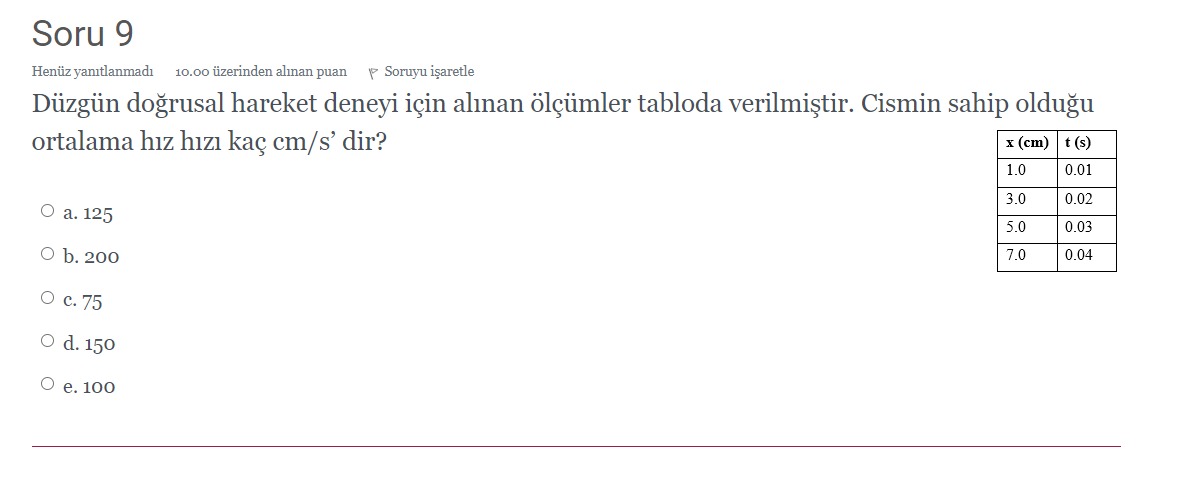 Soru 9
Henüz yanıtlanmadı 10.00 üzerinden alınan puan Soruyu işaretle
Düzgün doğrusal hareket deneyi için alınan ölçümler tabloda verilmiştir. Cismin sahip olduğu
ortalama hız hızı kaç cm/s’ dir?
x (cm) t (s)
1.0 0.01
3.0 0.02
5.0 0.03
7.0 0.04
a. 125
b. 200
c. 75
d. 150
e. 100